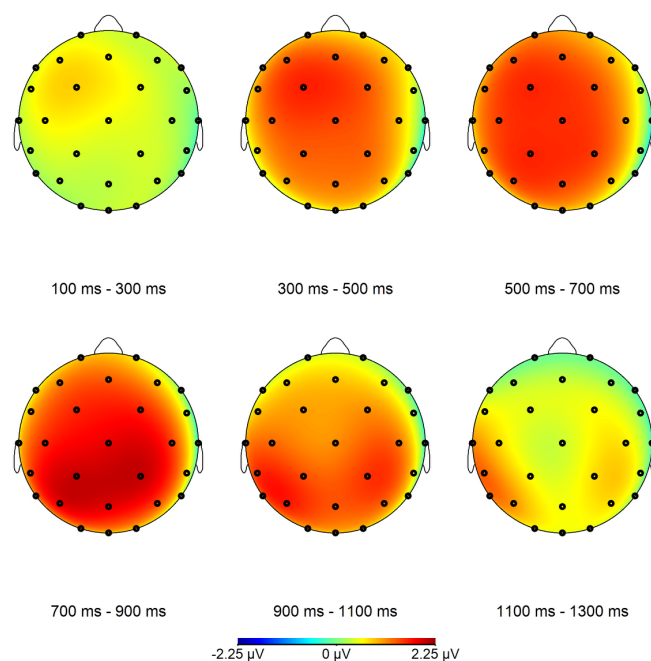 100 ms - 300 ms
300 ms - 500 ms
500 ms - 700 ms
700 ms - 900 ms
900 ms - 1100 ms
1100 ms - 1300 ms
-2.25 µV 0 µV 2.25 µV